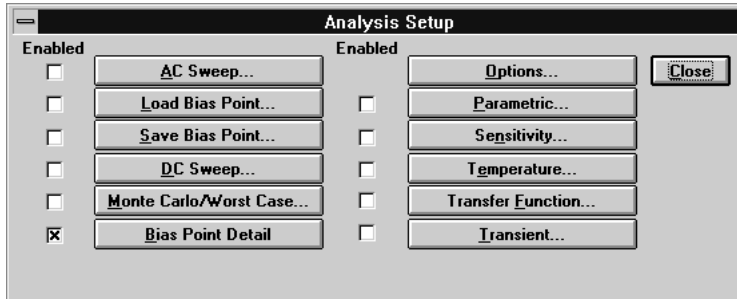 Analysis Setup
Enabled
Enabled
AC Sweep...
Options...
Close
Load Bias Point...
Parametric...
Save Bias Point...
Sensitivity...
DC Sweep...
Temperature...
Monte Carlo/Worst Case...
Transfer Function...
Bias Point Detail
Transient...